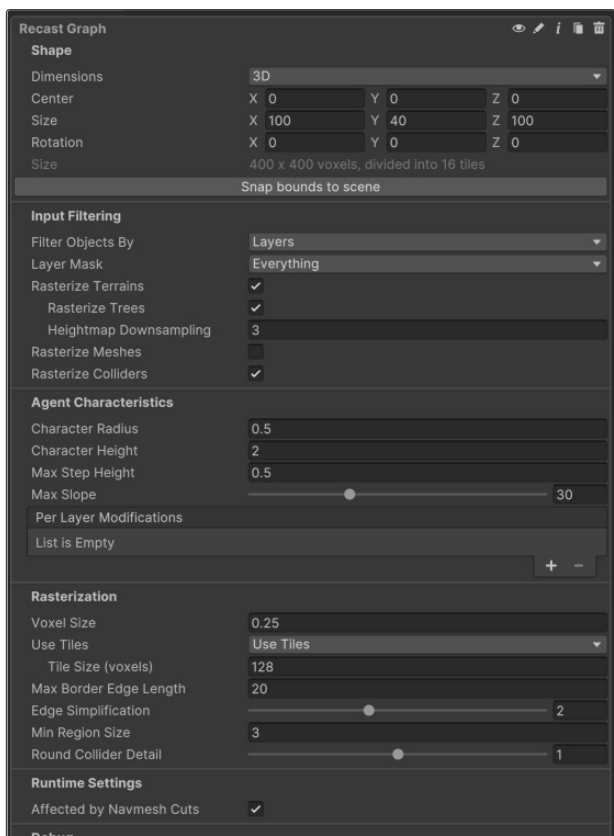 Recast Graph
Shape
Dimensions 3D
Center X 0 Y 0 Z 0
Size X 100 Y 40 Z 100
Rotation X 0 Y 0 Z 0
Size 400 x 400 voxels, divided into 16 tiles
Snap bounds to scene
Input Filtering
Filter Objects By Layers
Layer Mask Everything
Rasterize Terrains
Rasterize Trees
Heightmap Downsampling 3
Rasterize Meshes
Rasterize Colliders
Agent Characteristics
Character Radius 0.5
Character Height 2
Max Step Height 0.5
Max Slope 30
Per Layer Modifications
List is Empty
+ −
Rasterization
Voxel Size 0.25
Use Tiles Use Tiles
Tile Size (voxels) 128
Max Border Edge Length 20
Edge Simplification 2
Min Region Size 3
Round Collider Detail 1
Runtime Settings
Affected by Navmesh Cuts
Debug